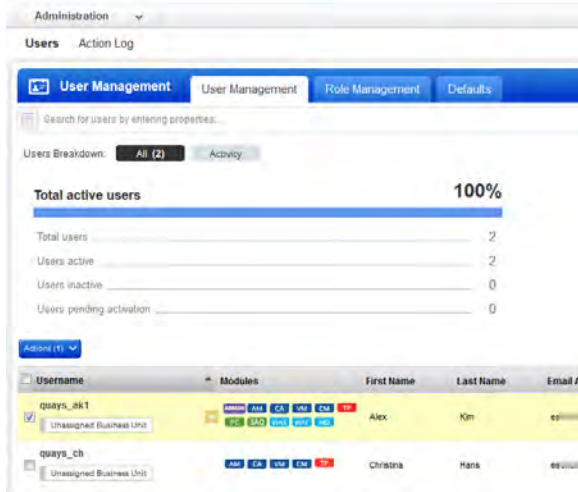 Administration
Users Action Log
User Management User Management Role Management Defaults
Search for users by entering properties...
Users Breakdown: All (2) Activity
Total active users 100%
Total users 2
Users active 2
Users inactive 0
Users pending activation 0
Actions (1)
Username Modules First Name Last Name Email A
quays_ak1 ADMIN AM CA VM CM TP Alex Kim
Unassigned Business Unit PC SAQ WAS WAF MD
quays_ch AM CA VM CM TP Christina Hans
Unassigned Business Unit